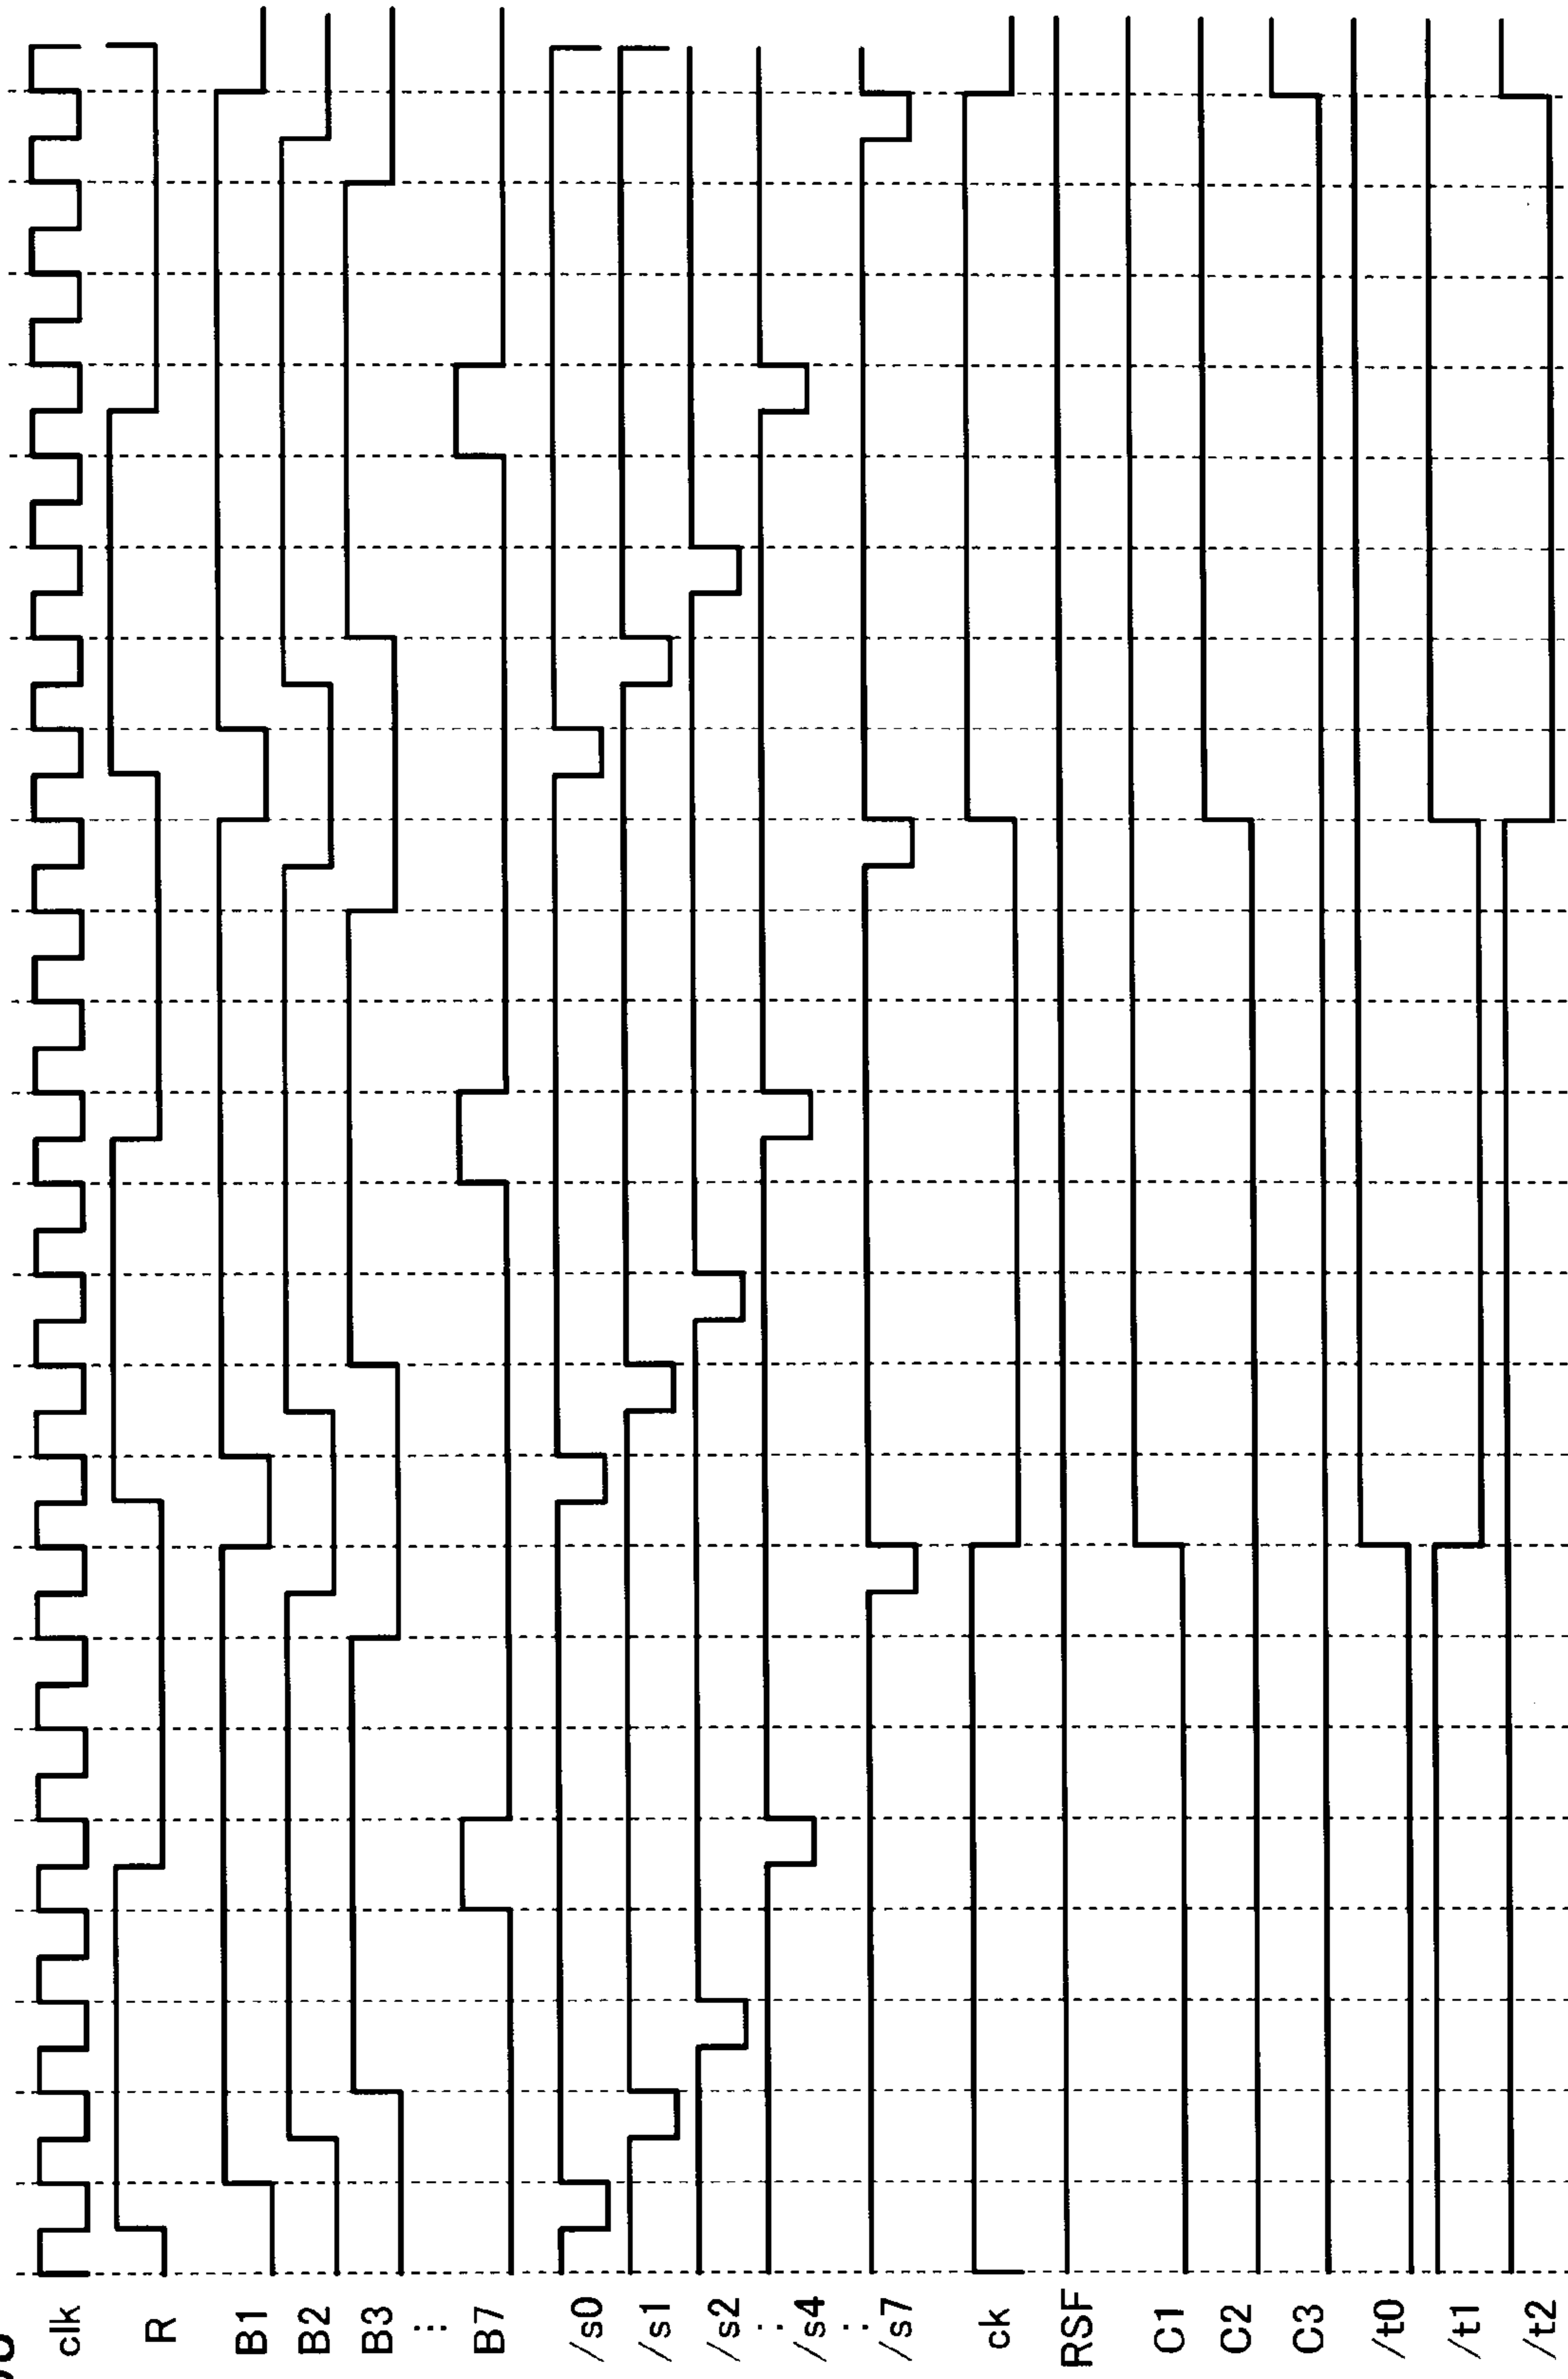 clk
R
B1
B2
B3
⋮
B7
/s0
/s1
/s2
⋮
/s4
⋮
/s7
ck
RSF
C1
C2
C3
/t0
/t1
/t2